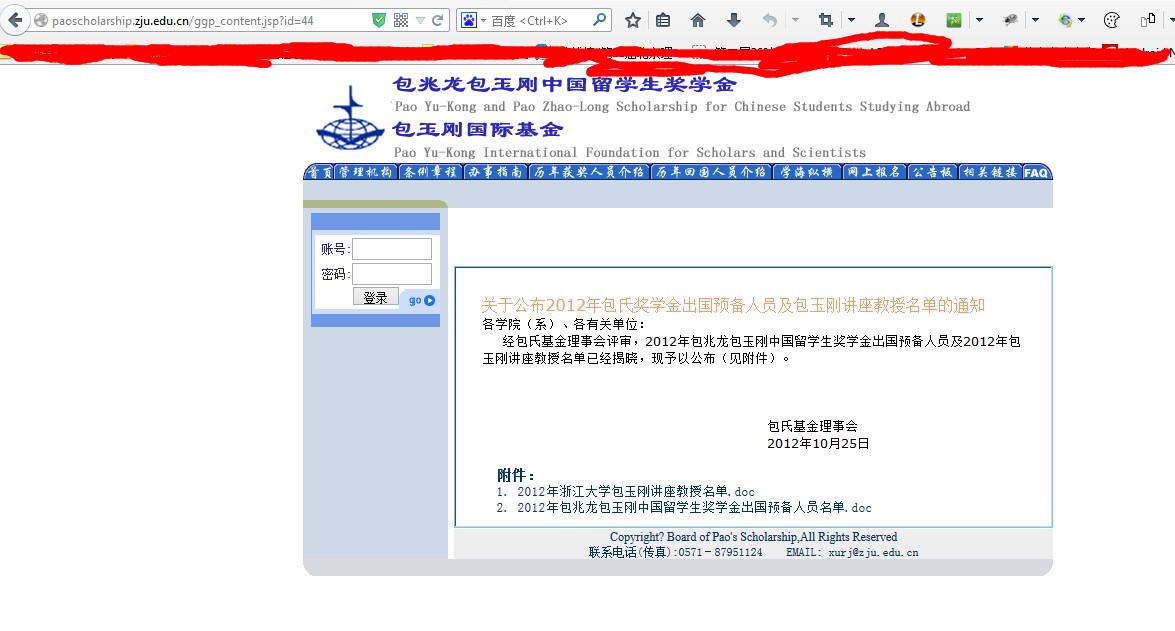 paoscholarship.zju.edu.cn/ggp_content.jsp?id=44
百度 <Ctrl+K>
包兆龙包玉刚中国留学生奖学金
Pao Yu-Kong and Pao Zhao-Long Scholarship for Chinese Students Studying Abroad
包玉刚国际基金
Pao Yu-Kong International Foundation for Scholars and Scientists
首页 管理机构 条例章程 办事指南 历年获奖人员介绍 历年回国人员介绍 学海纵横 网上报名 公告板 相关链接 FAQ
账号:
密码:
登录 go
关于公布2012年包氏奖学金出国预备人员及包玉刚讲座教授名单的通知
各学院（系）、各有关单位：
经包氏基金理事会评审，2012年包兆龙包玉刚中国留学生奖学金出国预备人员及2012年包
玉刚讲座教授名单已经揭晓，现予以公布（见附件）。
包氏基金理事会
2012年10月25日
附件：
1. 2012年浙江大学包玉刚讲座教授名单.doc
2. 2012年包兆龙包玉刚中国留学生奖学金出国预备人员名单.doc
Copyright? Board of Pao's Scholarship,All Rights Reserved
联系电话(传真):0571－87951124 EMAIL: xurj@zju.edu.cn